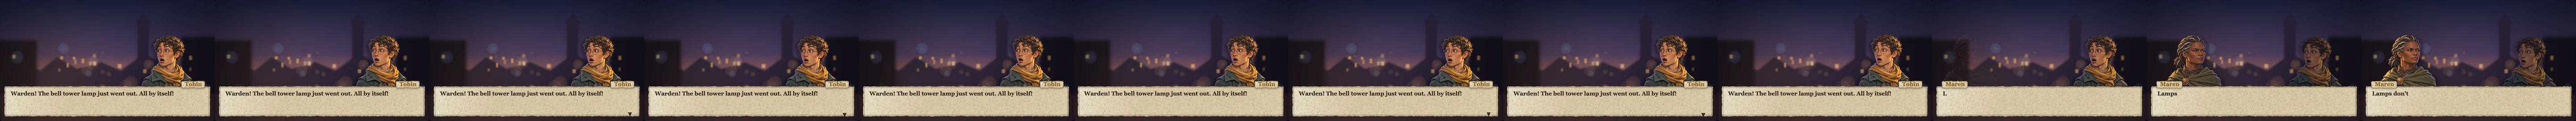 Tobin
Warden! The bell tower lamp just went out. All by itself!
Tobin
Warden! The bell tower lamp just went out. All by itself!
Tobin
Warden! The bell tower lamp just went out. All by itself!
Tobin
Warden! The bell tower lamp just went out. All by itself!
Tobin
Warden! The bell tower lamp just went out. All by itself!
Tobin
Warden! The bell tower lamp just went out. All by itself!
Tobin
Warden! The bell tower lamp just went out. All by itself!
Tobin
Warden! The bell tower lamp just went out. All by itself!
Tobin
Warden! The bell tower lamp just went out. All by itself!
Maren
L
Maren
Lamps
Maren
Lamps don't